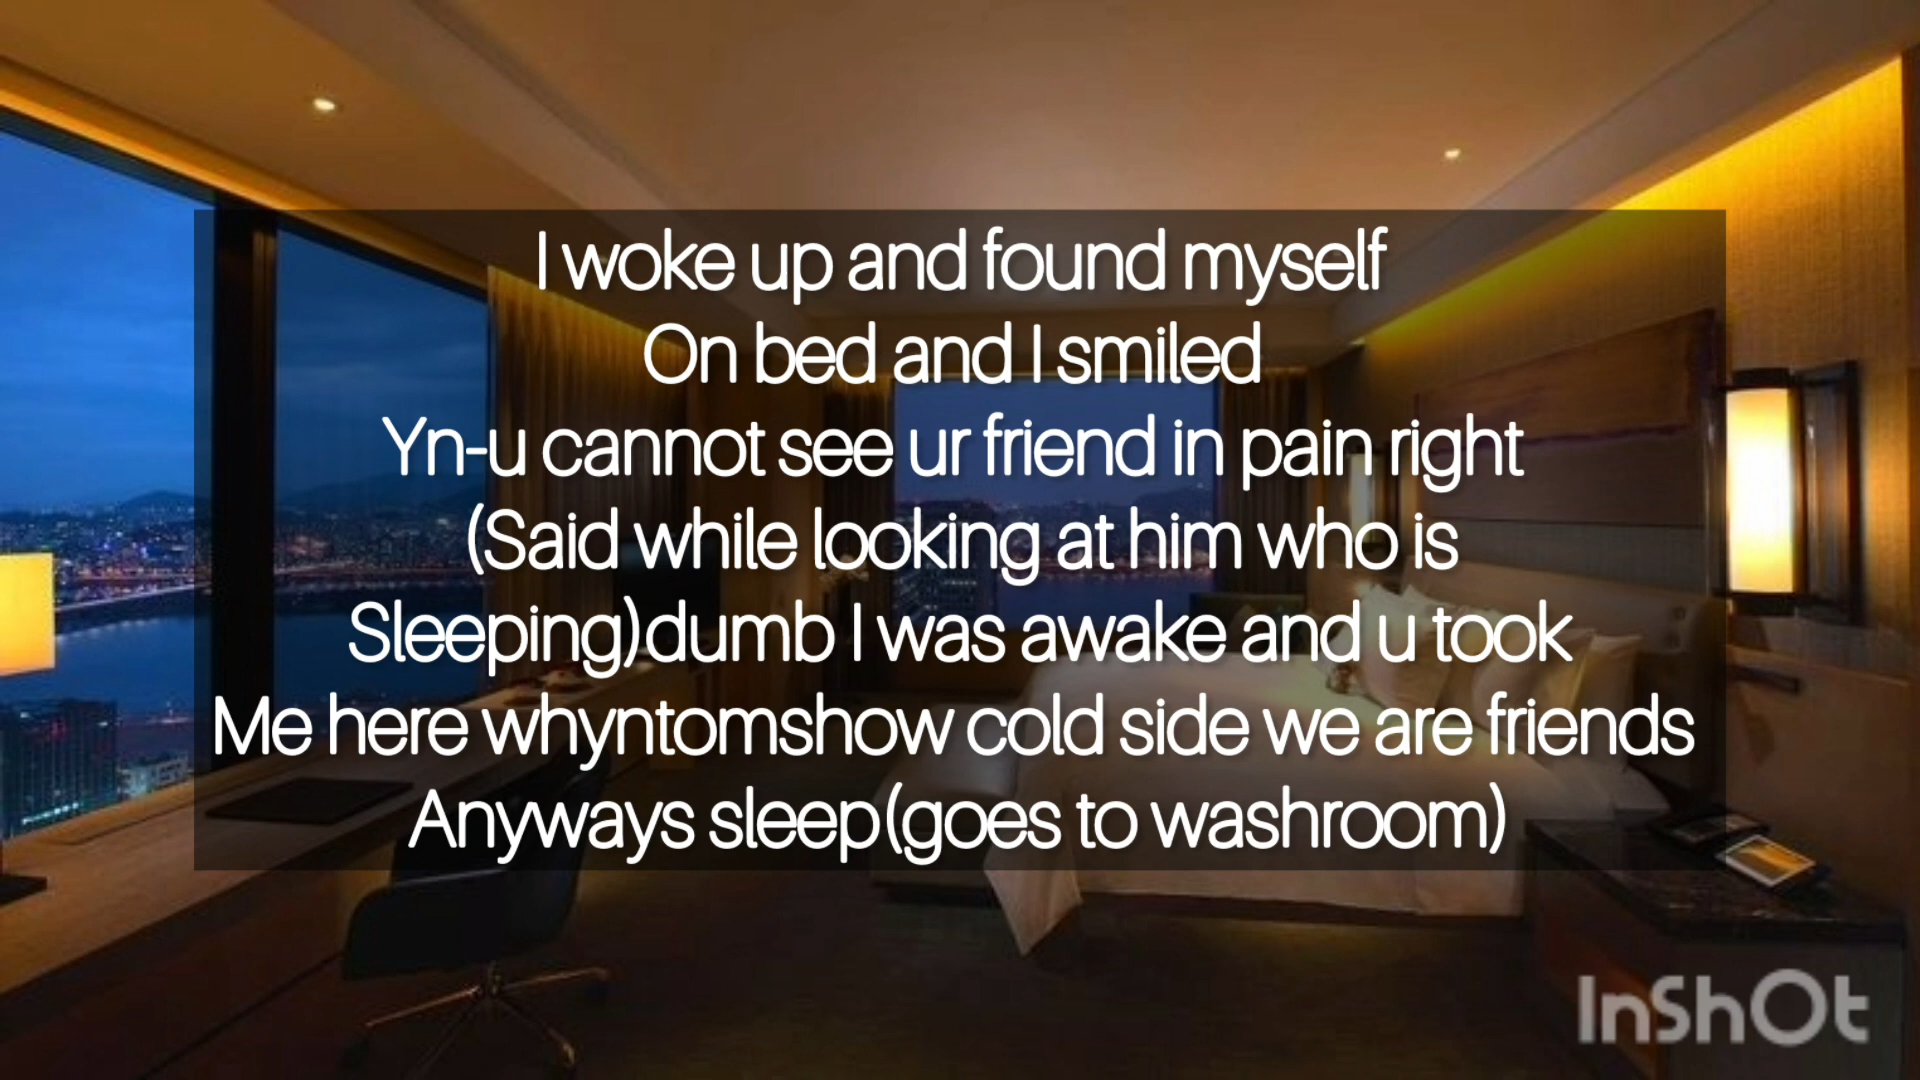 I woke up and found myself
On bed and I smiled
Yn-u cannot see ur friend in pain right
(Said while looking at him who is
Sleeping)dumb I was awake and u took
Me here whyntomshow cold side we are friends
Anyways sleep(goes to washroom)
InShOt